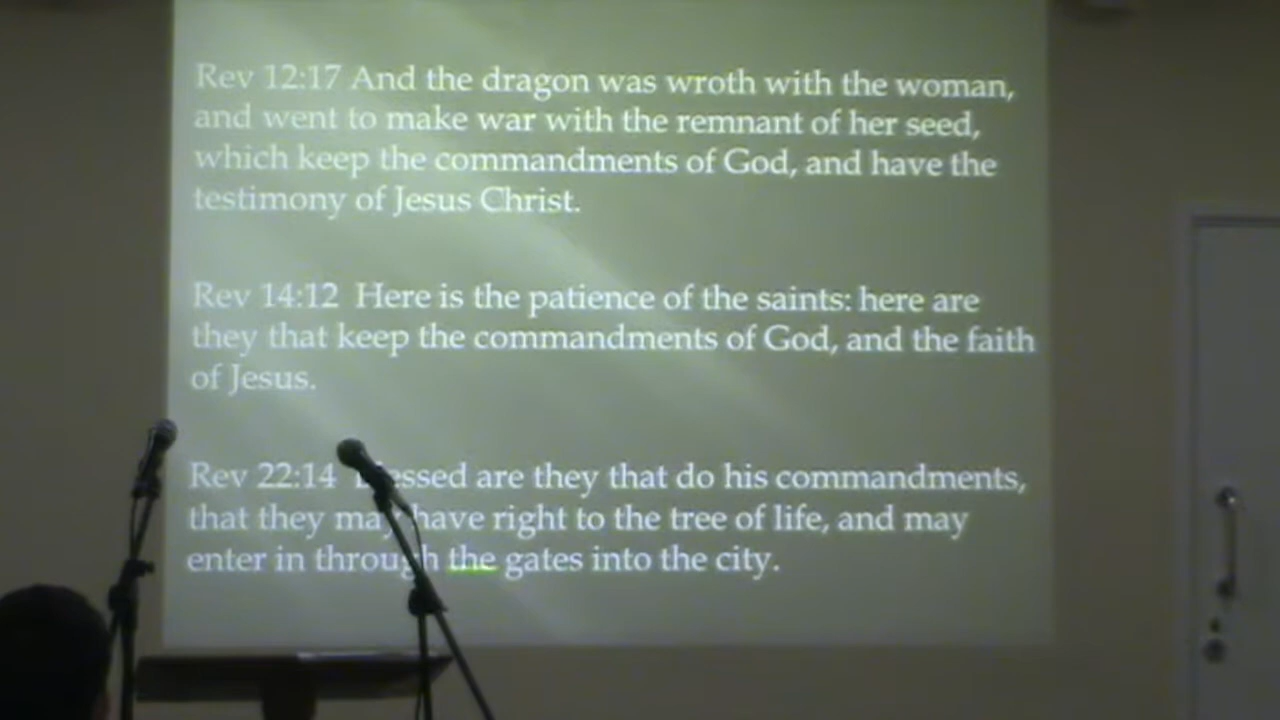 Rev 12:17 And the dragon was wroth with the woman,
and went to make war with the remnant of her seed,
which keep the commandments of God, and have the
testimony of Jesus Christ.
Rev 14:12 Here is the patience of the saints: here are
they that keep the commandments of God, and the faith
of Jesus.
Rev 22:14 Blessed are they that do his commandments,
that they may have right to the tree of life, and may
enter in through the gates into the city.